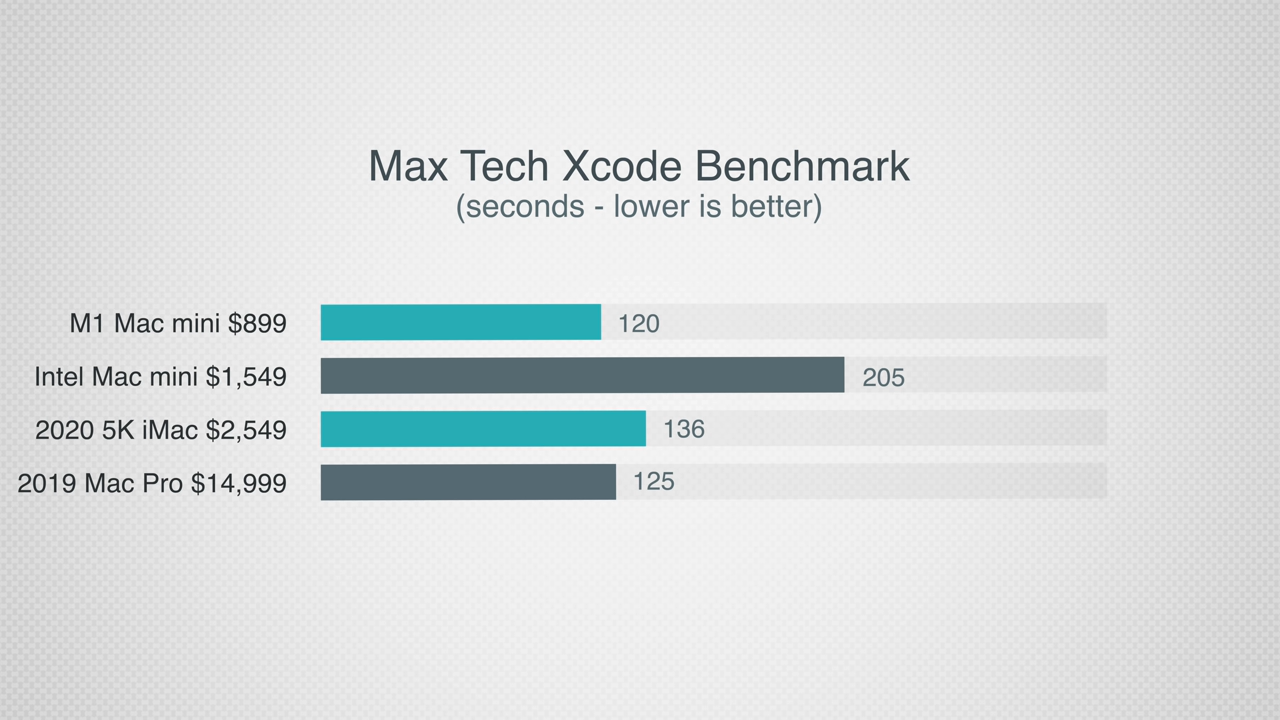 Max Tech Xcode Benchmark
(seconds - lower is better)
M1 Mac mini $899 120
Intel Mac mini $1,549 205
2020 5K iMac $2,549 136
2019 Mac Pro $14,999 125